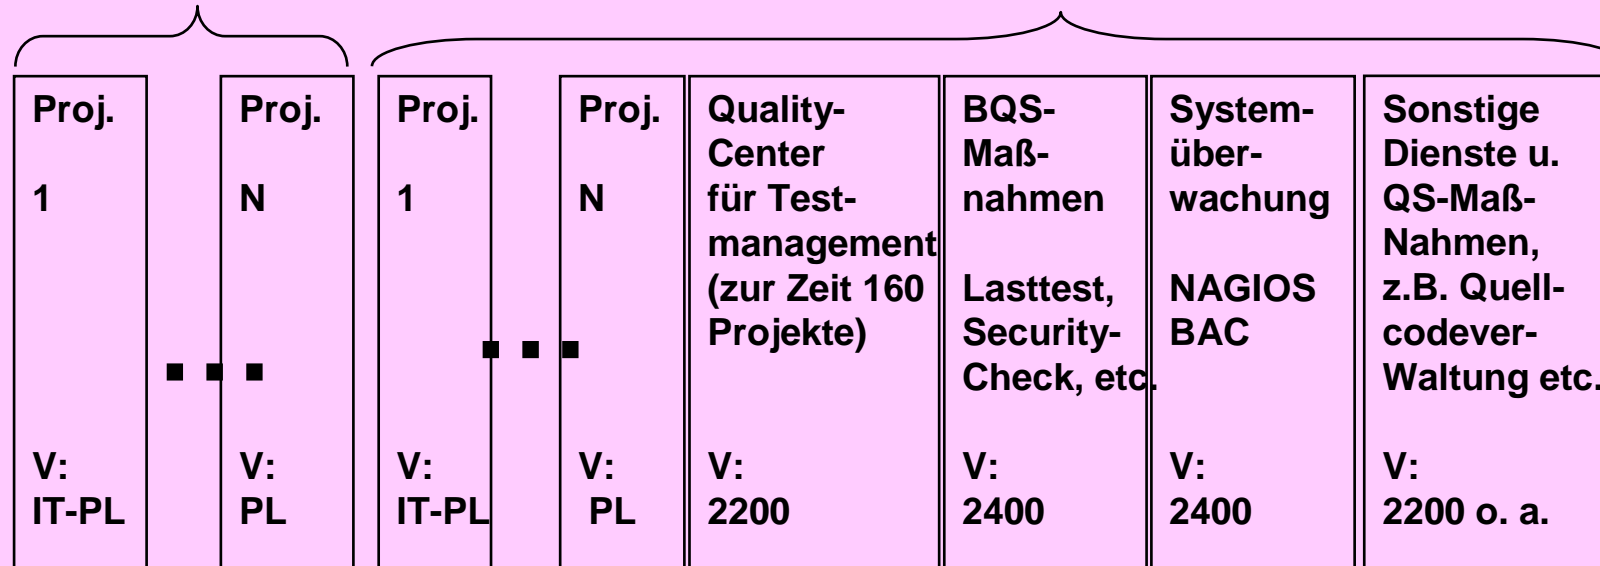 Proj.
1
V:
IT-PL
Proj.
N
V:
PL
Proj.
1
V:
IT-PL
Proj.
N
V:
PL
Quality-
Center
für Test-
management
(zur Zeit 160
Projekte)
V:
2200
BQS-
Maß-
nahmen
Lasttest,
Security-
Check, etc.
V:
2400
System-
über-
wachung
NAGIOS
BAC
V:
2400
Sonstige
Dienste u.
QS-Maß-
Nahmen,
z.B. Quell-
codever-
Waltung etc.
V:
2200 o. a.